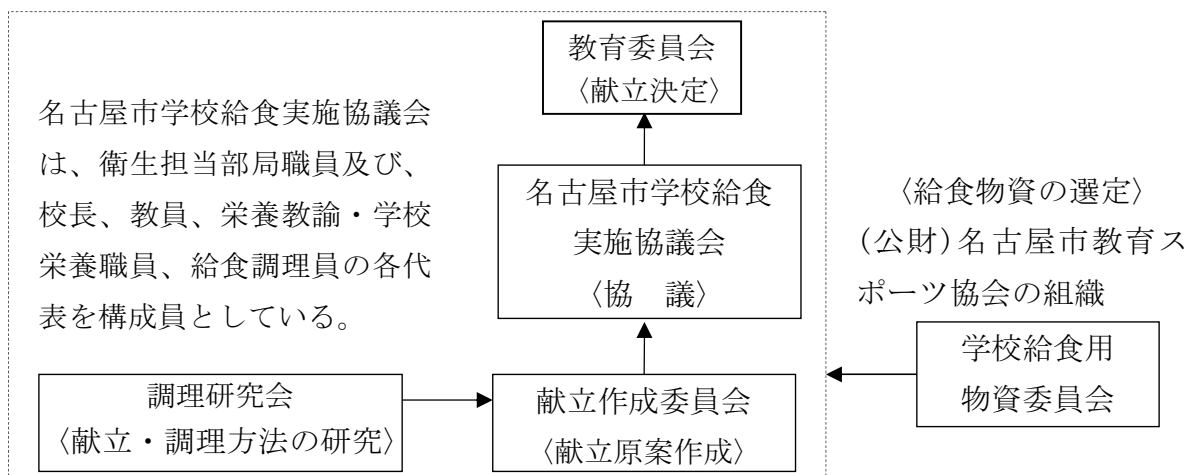 教育委員会
〈献立決定〉
名古屋市学校給食実施協議会
は、衛生担当部局職員及び、
校長、教員、栄養教諭・学校
栄養職員、給食調理員の各代
表を構成員としている。
名古屋市学校給食
実施協議会
〈協　議〉
〈給食物資の選定〉
(公財)名古屋市教育ス
ポーツ協会の組織
学校給食用
物資委員会
調理研究会
〈献立・調理方法の研究〉
献立作成委員会
〈献立原案作成〉